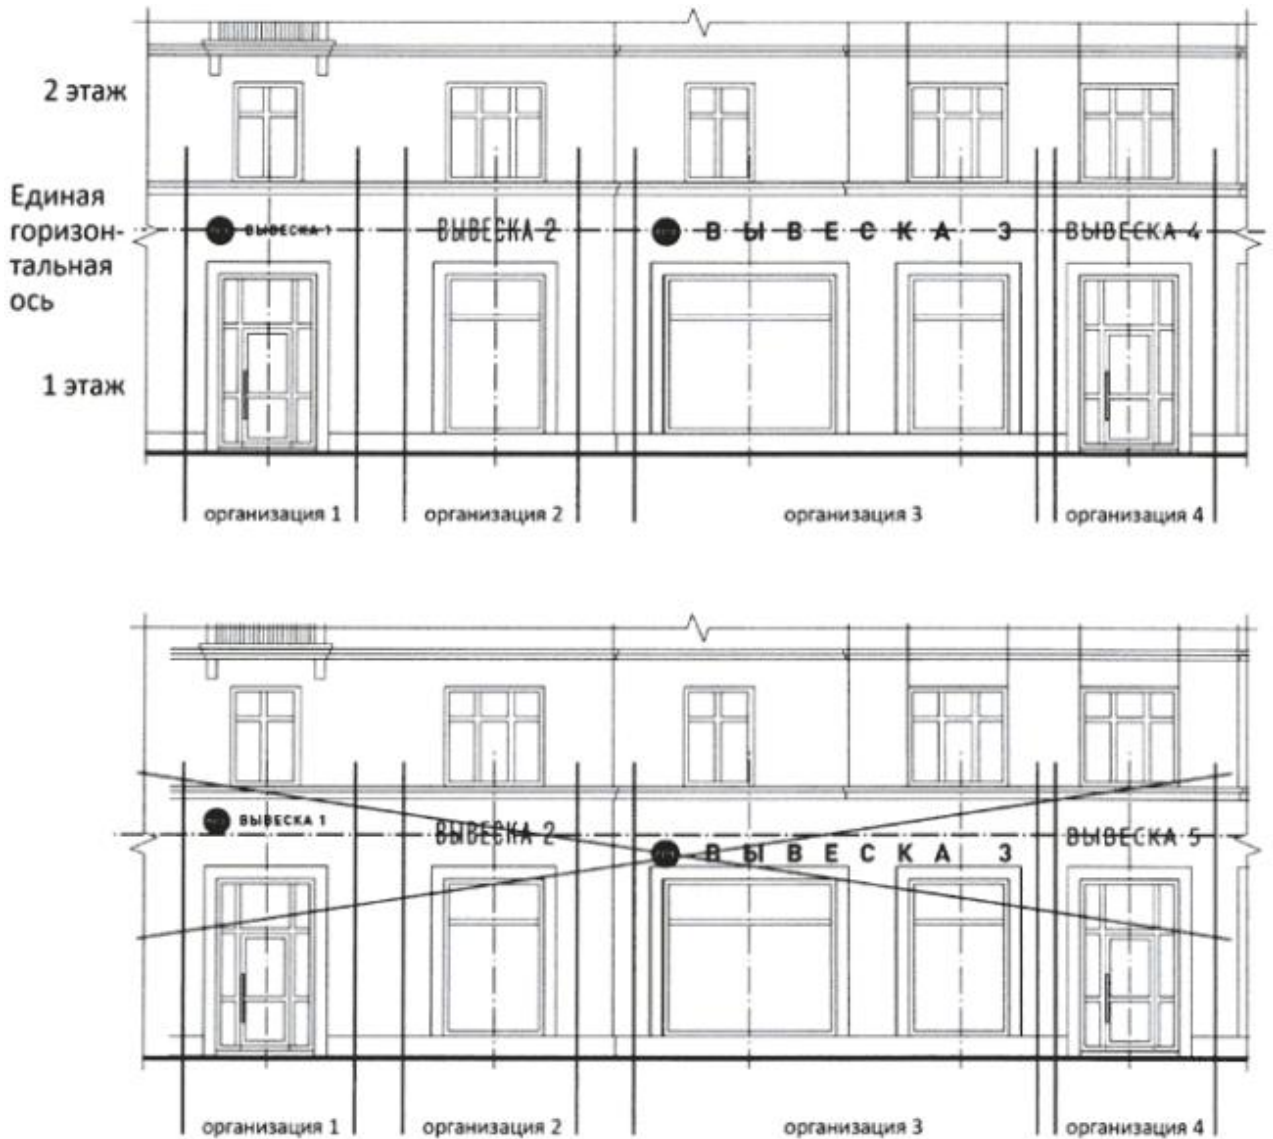 2 этаж
Единая
горизон-
тальная
ось
ВЫВЕСКА 1
ВЫВЕСКА 2
ВЫВЕСКА 3
ВЫВЕСКА 4
1 этаж
организация 1
организация 2
организация 3
организация 4
ВЫВЕСКА 1
ВЫВЕСКА 2
ВЫВЕСКА 3
ВЫВЕСКА 5
организация 1
организация 2
организация 3
организация 4